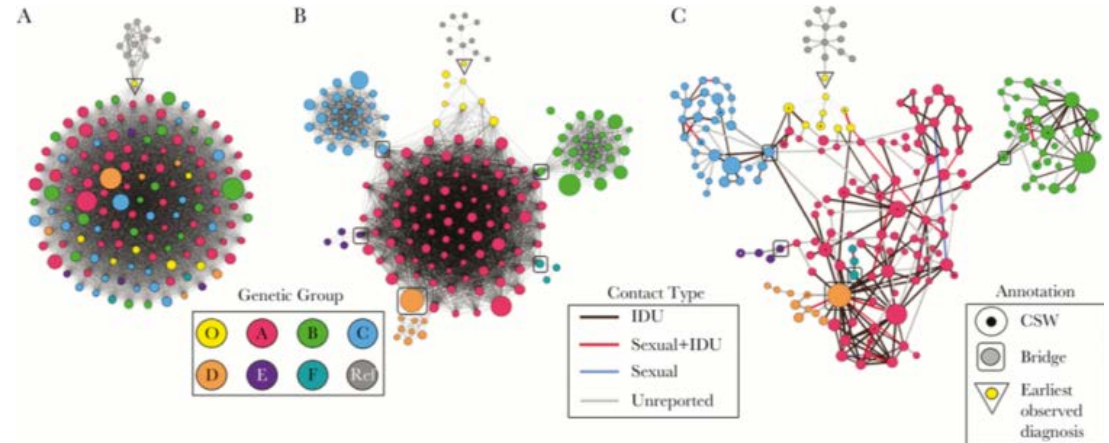 A
B
C
Genetic Group
O A B C
D E F Ref
Contact Type
IDU
Sexual+IDU
Sexual
Unreported
Annotation
CSW
Bridge
Earliest
observed
diagnosis